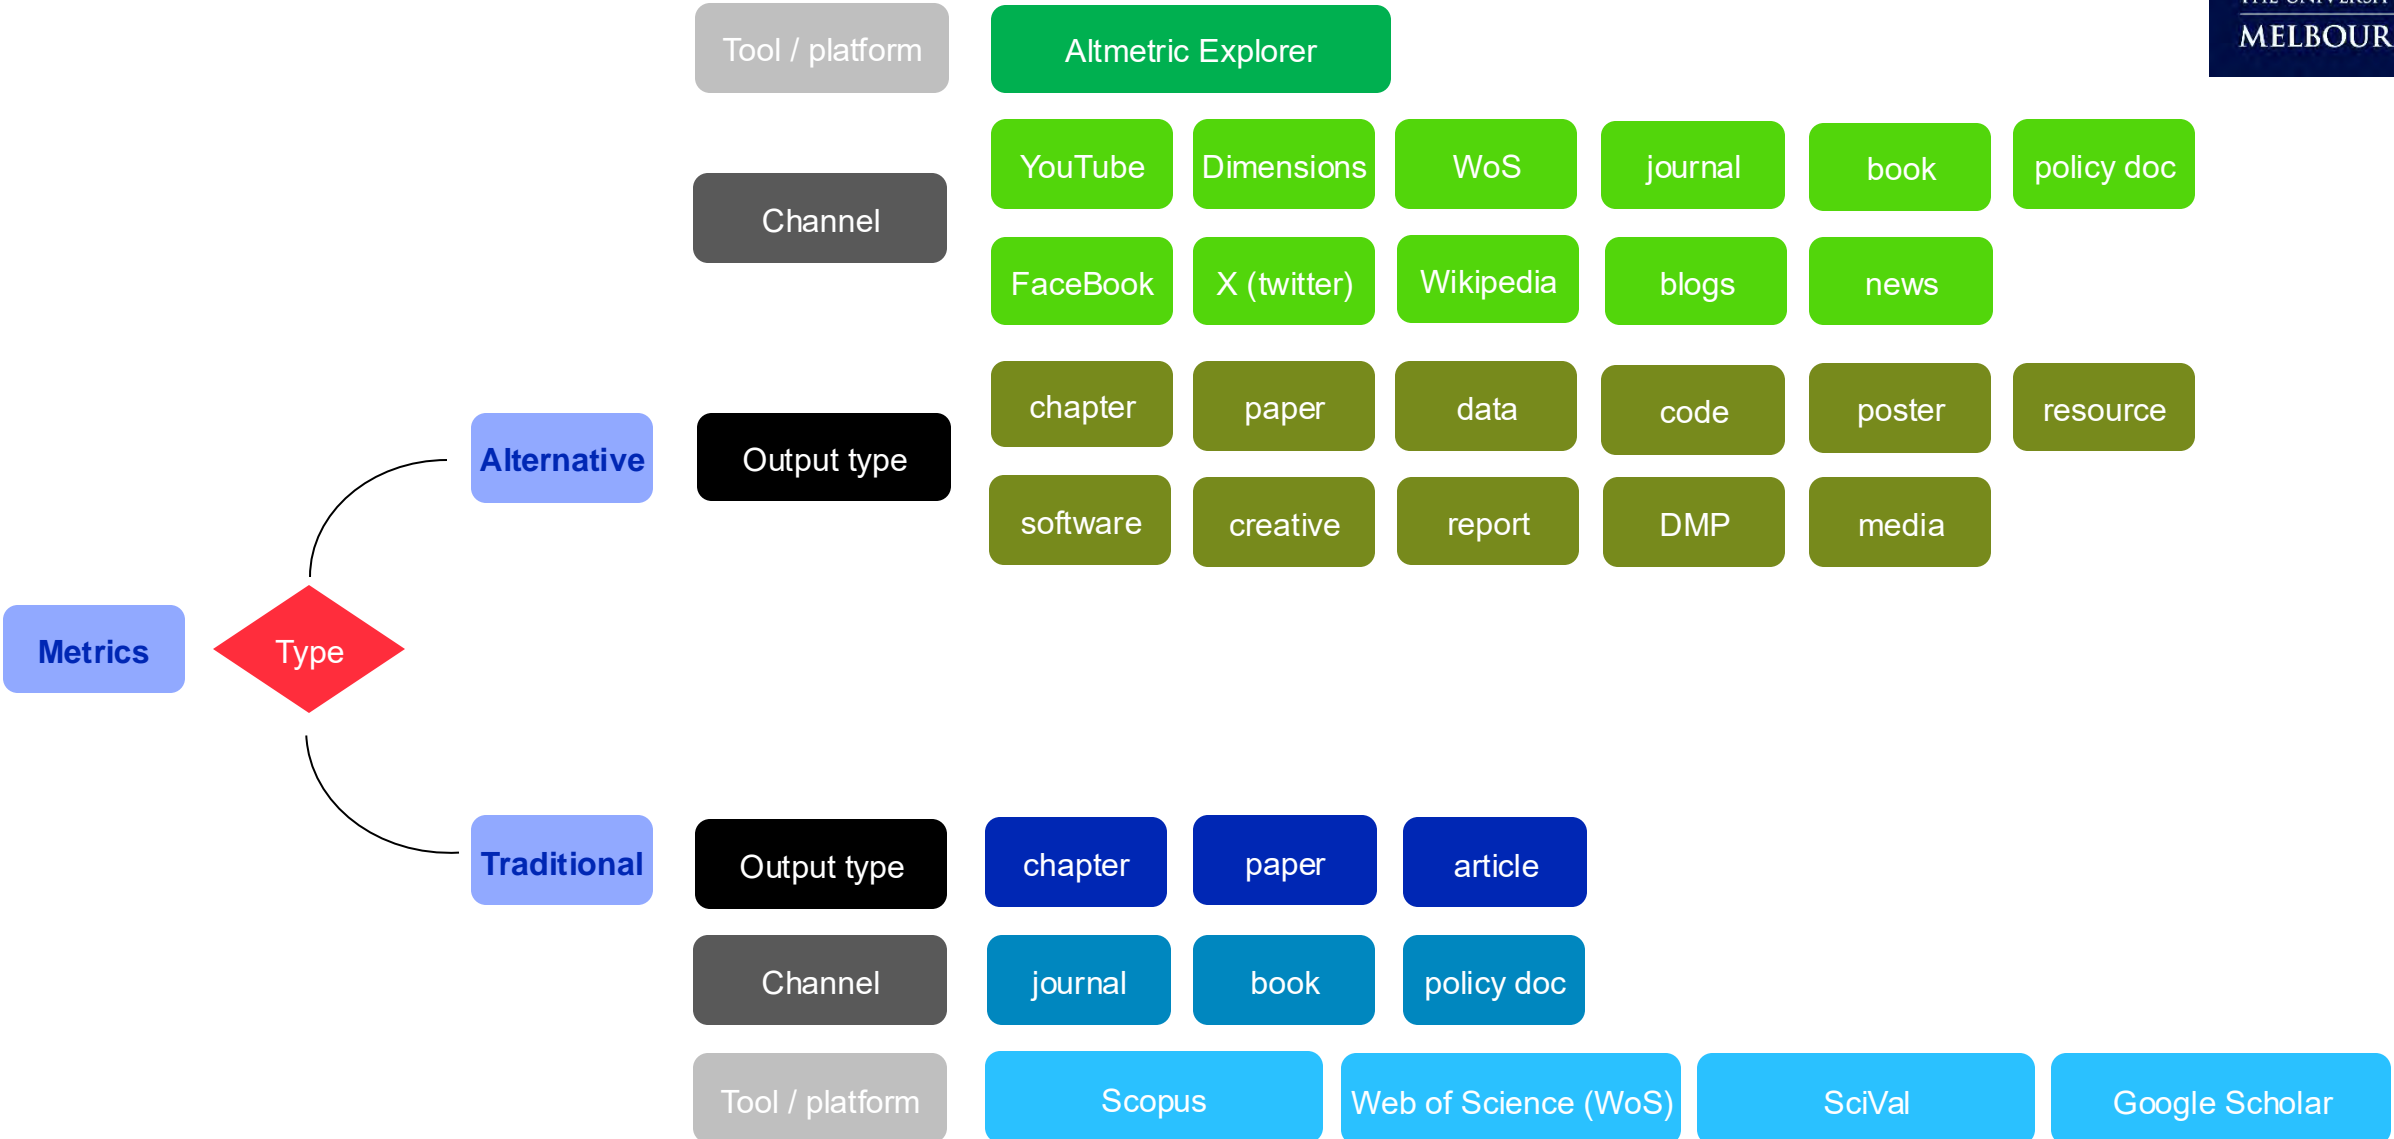 MELBOUR
Tool / platform
Altmetric Explorer
YouTube
Dimensions
WoS
journal
book
policy doc
Channel
FaceBook
X (twitter)
Wikipedia
blogs
news
chapter
paper
data
code
poster
resource
Alternative
Output type
software
creative
report
DMP
media
Metrics
Type
Traditional
Output type
chapter
paper
article
Channel
journal
book
policy doc
Tool / platform
Scopus
Web of Science (WoS)
SciVal
Google Scholar